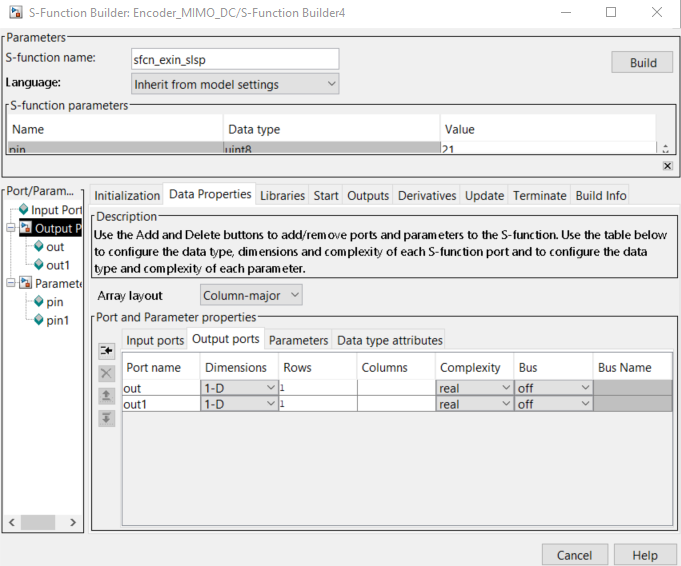 S-Function Builder: Encoder_MIMO_DC/S-Function Builder4
Parameters
S-function name: sfcn_exin_slsp Build
Language: Inherit from model settings
S-function parameters
Name Data type Value
pin uint8 21
Port/Param...
Input Port
Output P
out
out1
Paramete
pin
pin1
Initialization Data Properties Libraries Start Outputs Derivatives Update Terminate Build Info
Description
Use the Add and Delete buttons to add/remove ports and parameters to the S-function. Use the table below
to configure the data type, dimensions and complexity of each S-function port and to configure the data
type and complexity of each parameter.
Array layout Column-major
Port and Parameter properties
Input ports Output ports Parameters Data type attributes
Port name Dimensions Rows Columns Complexity Bus Bus Name
out 1-D 1 real off
out1 1-D 1 real off
Cancel Help